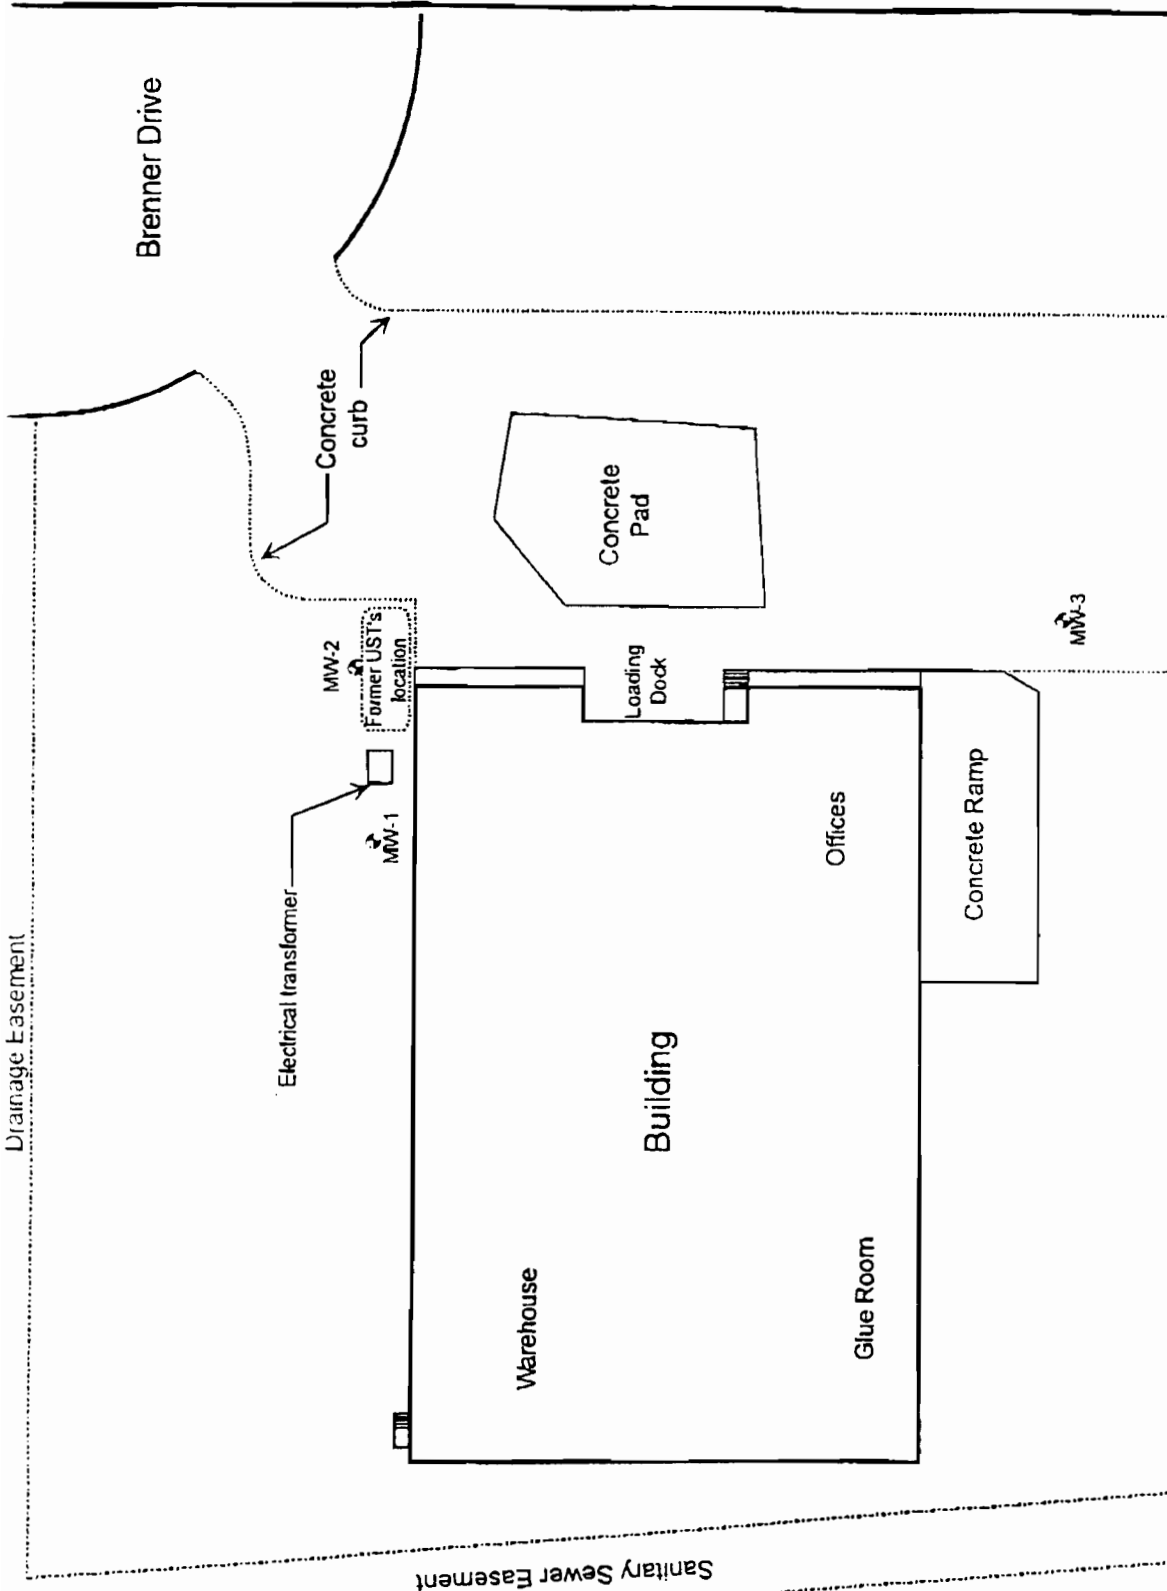 Drainage Easement
Brenner Drive
Concrete
curb
Electrical transformer
MW-1
MW-2
Former UST's
location
Concrete
Pad
Loading
Dock
MW-3
Warehouse
Building
Offices
Glue Room
Concrete Ramp
Sanitary Sewer Easement